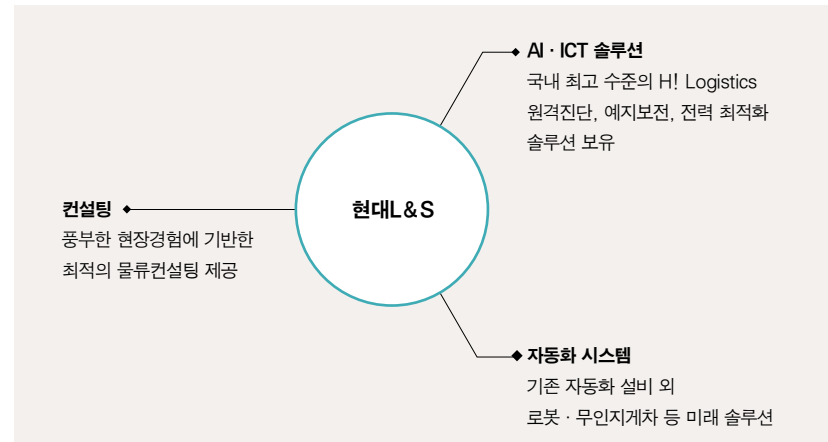 AI · ICT 솔루션
국내 최고 수준의 H! Logistics
원격진단, 예지보전, 전력 최적화
솔루션 보유
현대L&S
컨설팅
풍부한 현장경험에 기반한
최적의 물류컨설팅 제공
자동화 시스템
기존 자동화 설비 외
로봇 · 무인지게차 등 미래 솔루션